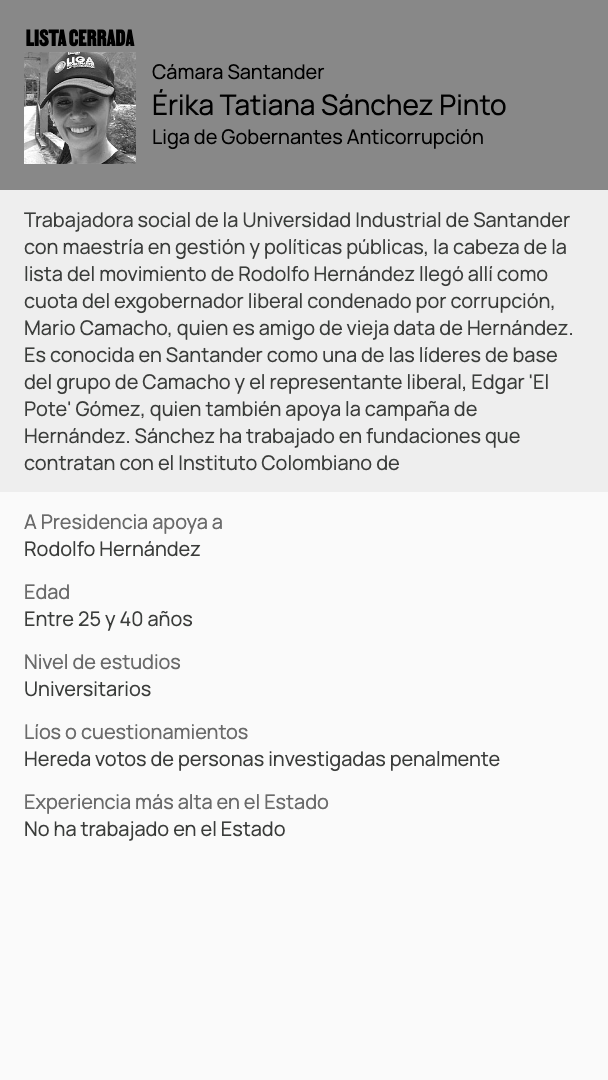 LISTA CERRADA
LIGA
Cámara Santander
Érika Tatiana Sánchez Pinto
Liga de Gobernantes Anticorrupción
Trabajadora social de la Universidad Industrial de Santander
con maestría en gestión y políticas públicas, la cabeza de la
lista del movimiento de Rodolfo Hernández llegó allí como
cuota del exgobernador liberal condenado por corrupción,
Mario Camacho, quien es amigo de vieja data de Hernández.
Es conocida en Santander como una de las líderes de base
del grupo de Camacho y el representante liberal, Edgar 'El
Pote' Gómez, quien también apoya la campaña de
Hernández. Sánchez ha trabajado en fundaciones que
contratan con el Instituto Colombiano de
A Presidencia apoya a
Rodolfo Hernández
Edad
Entre 25 y 40 años
Nivel de estudios
Universitarios
Líos o cuestionamientos
Hereda votos de personas investigadas penalmente
Experiencia más alta en el Estado
No ha trabajado en el Estado